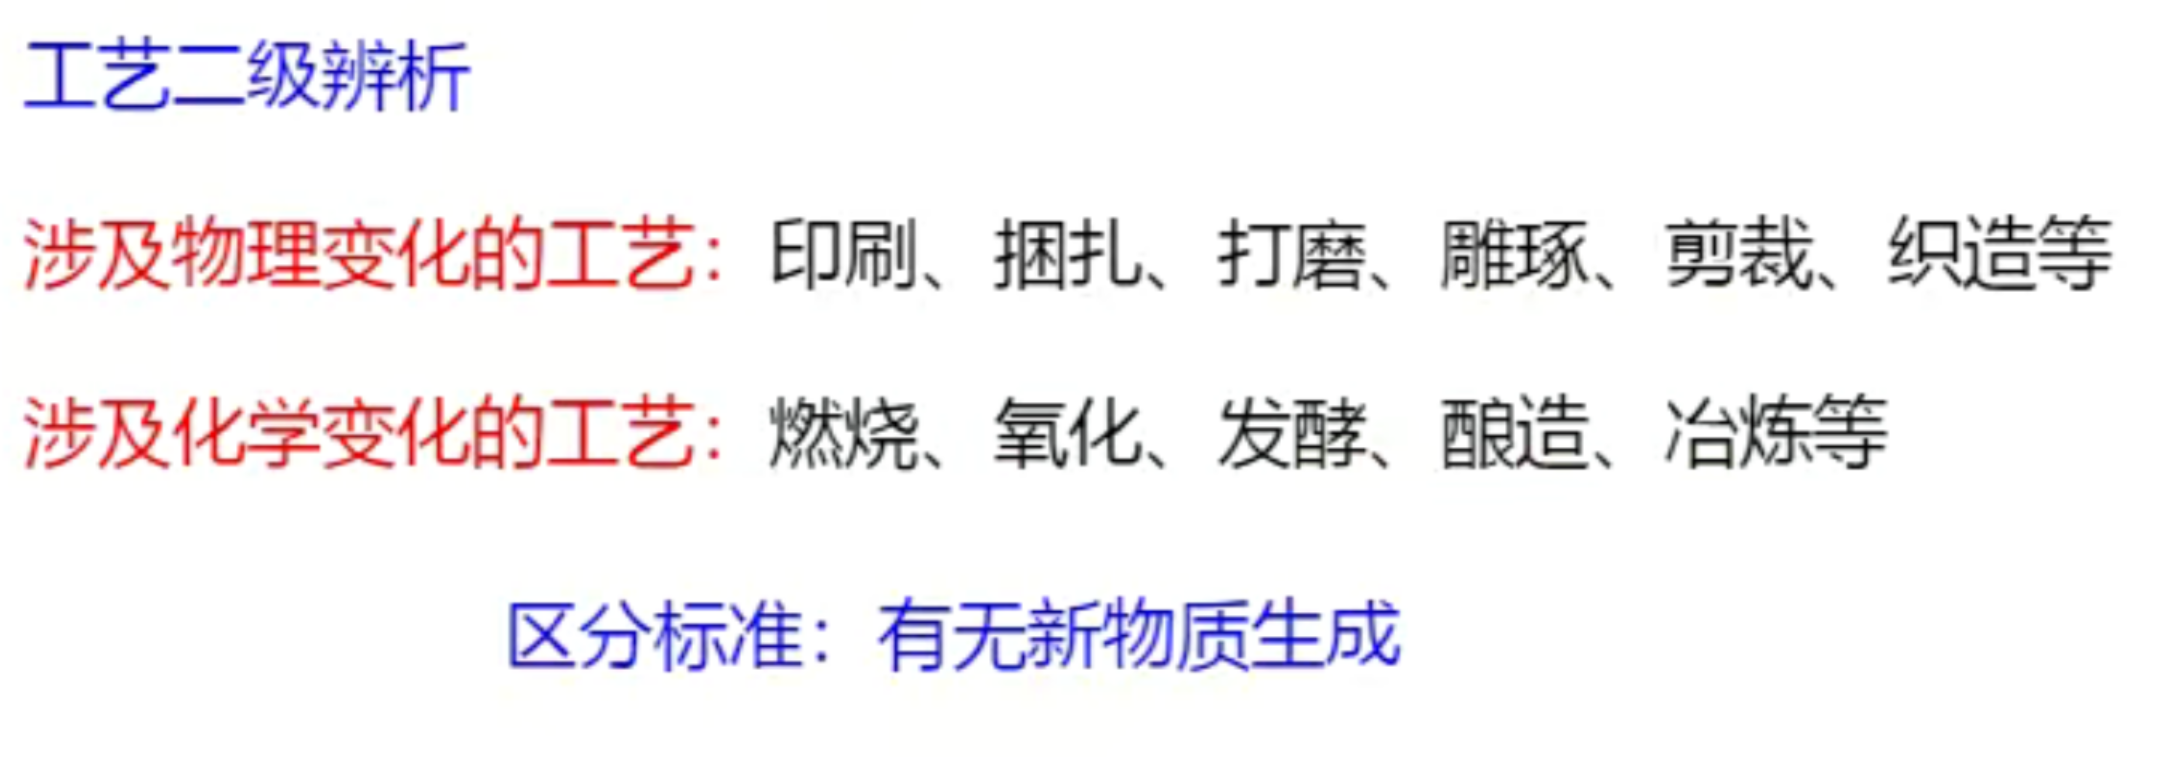 工艺二级辨析
涉及物理变化的工艺：印刷、捆扎、打磨、雕琢、剪裁、织造等
涉及化学变化的工艺：燃烧、氧化、发酵、酿造、冶炼等
区分标准：有无新物质生成